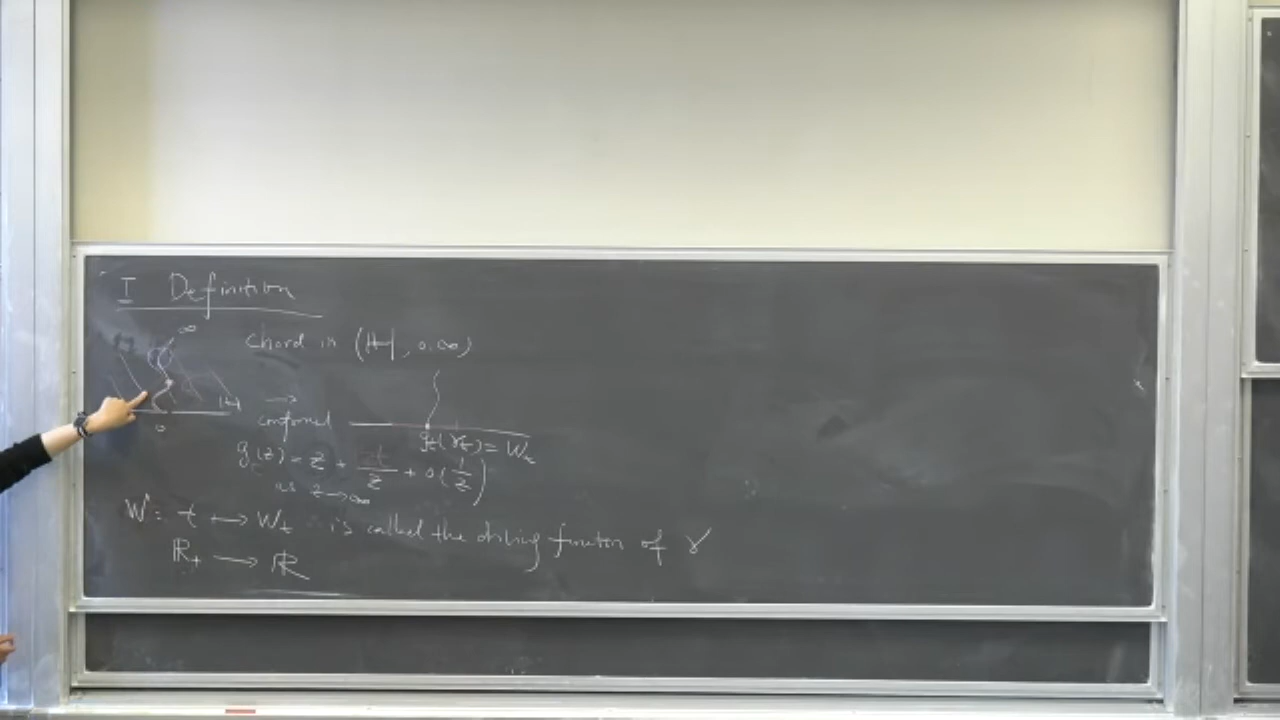 I Definition
∞
Chord in (ℍ, 0.∞)
ℍ
→
conformal
0
g_t(γ_t) = W_t
g_t(z) = z + 2t/z + o(1/z)
as z → ∞
W: t ↦ W_t is called the driving function of γ
ℝ₊ → ℝ